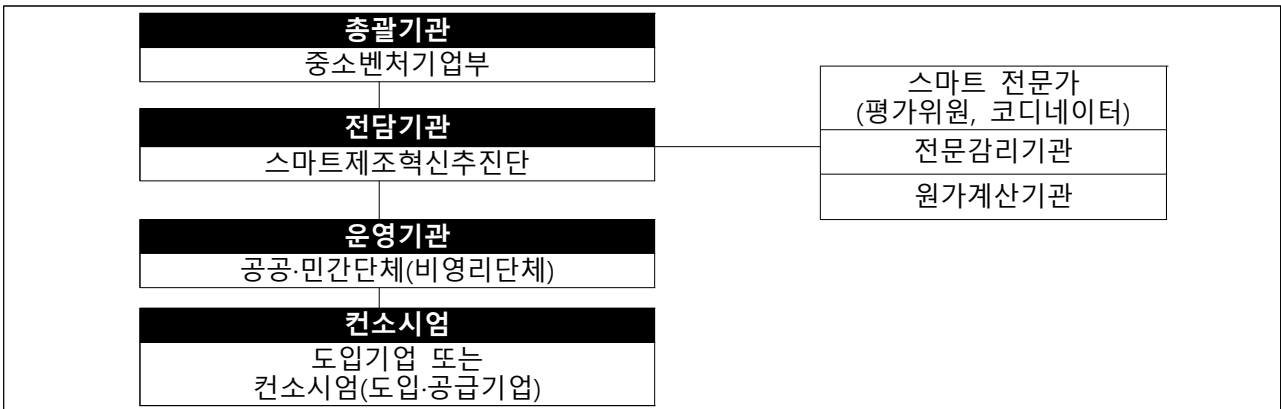 총괄기관
중소벤처기업부
전담기관
스마트제조혁신추진단
스마트 전문가
(평가위원, 코디네이터)
전문감리기관
원가계산기관
운영기관
공공·민간단체(비영리단체)
컨소시엄
도입기업 또는
컨소시엄(도입·공급기업)